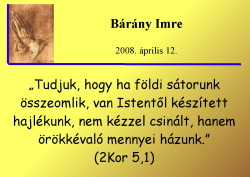 Bárány Imre
2008. április 12.
„Tudjuk, hogy ha földi sátorunk
összeomlik, van Istentől készített
hajlékunk, nem kézzel csinált, hanem
örökkévaló mennyei házunk.”
(2Kor 5,1)